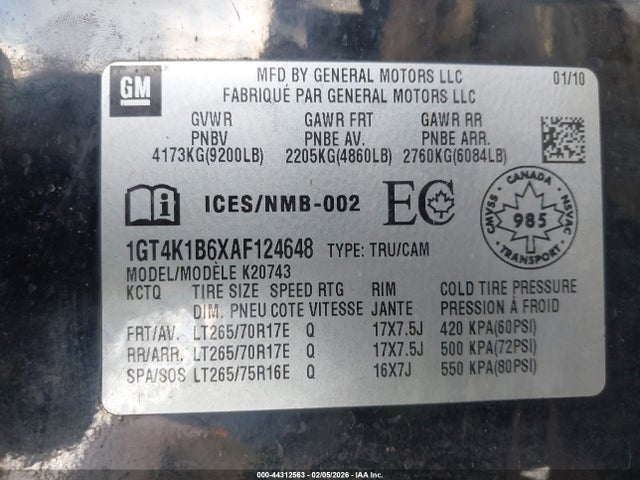 GM
MFD BY GENERAL MOTORS LLC 01/10
FABRIQUÉ PAR GENERAL MOTORS LLC
GVWR GAWR FRT GAWR RR
PNBV PNBE AV. PNBE ARR.
4173KG(9200LB) 2205KG(4860LB) 2760KG(6084LB)
i ICES/NMB-002 EC
CANADA CMVSS 985 NSVAC TRANSPORT
1GT4K1B6XAF124648 TYPE: TRU/CAM
MODEL/MODÈLE K20743
KCTQ TIRE SIZE SPEED RTG RIM COLD TIRE PRESSURE
DIM. PNEU COTE VITESSE JANTE PRESSION À FROID
FRT/AV. LT265/70R17E Q 17X7.5J 420 KPA(60PSI)
RR/ARR. LT265/70R17E Q 17X7.5J 500 KPA(72PSI)
SPA/SOS LT265/75R16E Q 16X7J 550 KPA(80PSI)
000-44312563 - 02/05/2026 - IAA Inc.